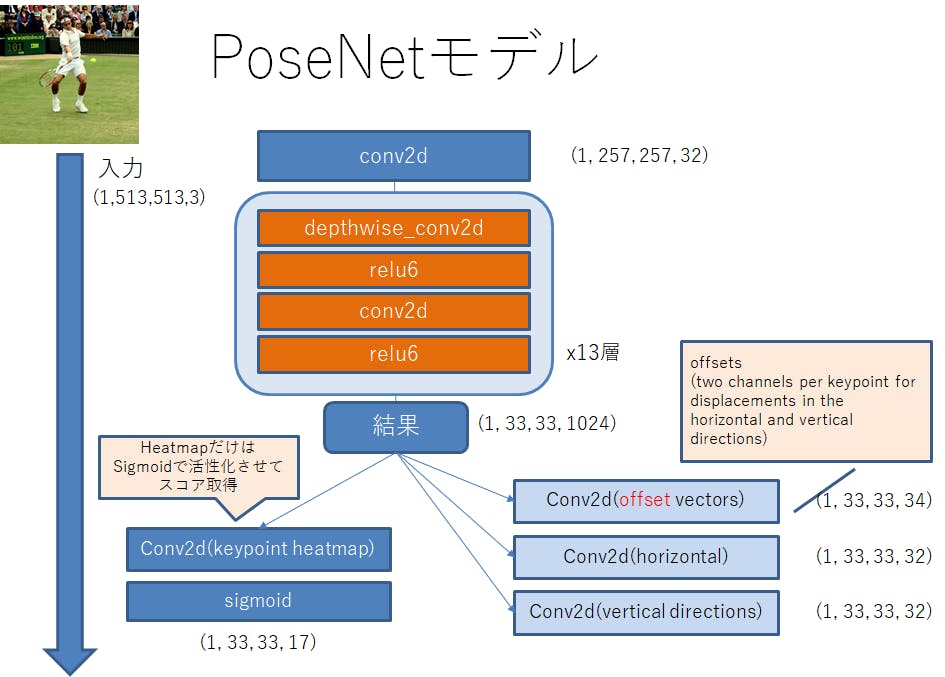 PoseNetモデル
入力
(1,513,513,3)
conv2d
(1, 257, 257, 32)
depthwise_conv2d
relu6
conv2d
relu6
x13層
結果
(1, 33, 33, 1024)
offsets
(two channels per keypoint for
displacements in the
horizontal and vertical
directions)
Heatmapだけは
Sigmoidで活性化させて
スコア取得
Conv2d(keypoint heatmap)
sigmoid
(1, 33, 33, 17)
Conv2d(offset vectors)
(1, 33, 33, 34)
Conv2d(horizontal)
(1, 33, 33, 32)
Conv2d(vertical directions)
(1, 33, 33, 32)